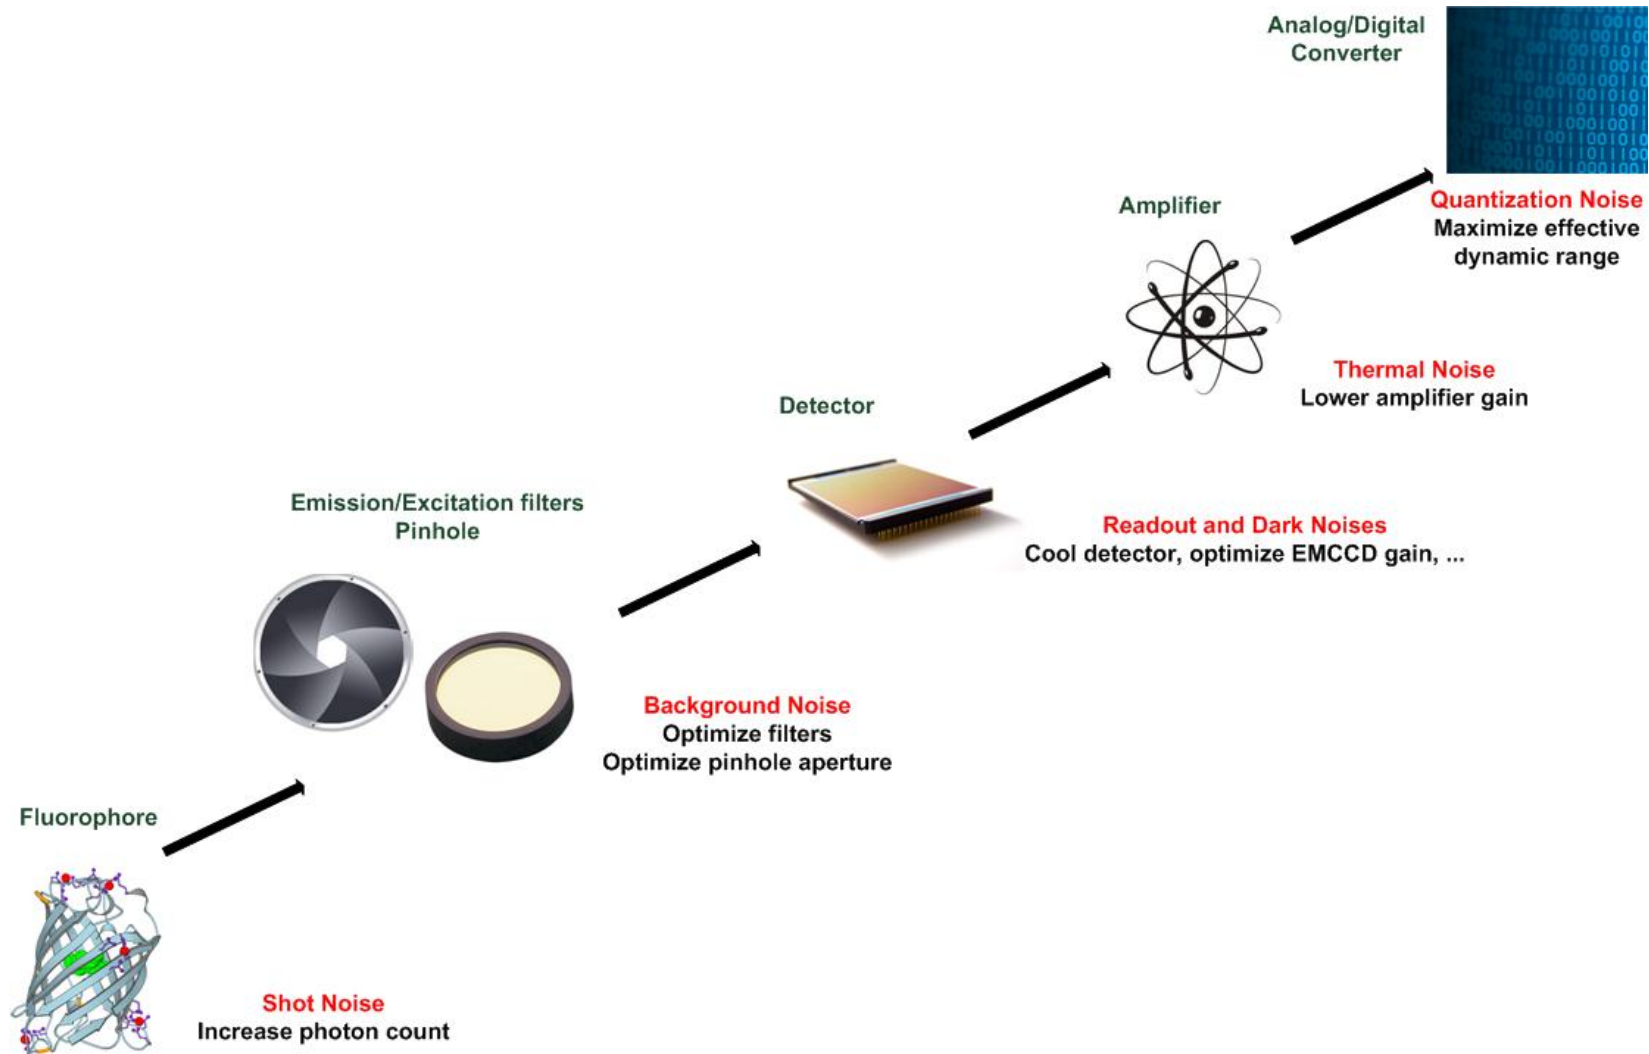 Analog/Digital
Converter
Quantization Noise
Maximize effective
dynamic range
Amplifier
Thermal Noise
Lower amplifier gain
Detector
Readout and Dark Noises
Cool detector, optimize EMCCD gain, ...
Emission/Excitation filters
Pinhole
Background Noise
Optimize filters
Optimize pinhole aperture
Fluorophore
Shot Noise
Increase photon count